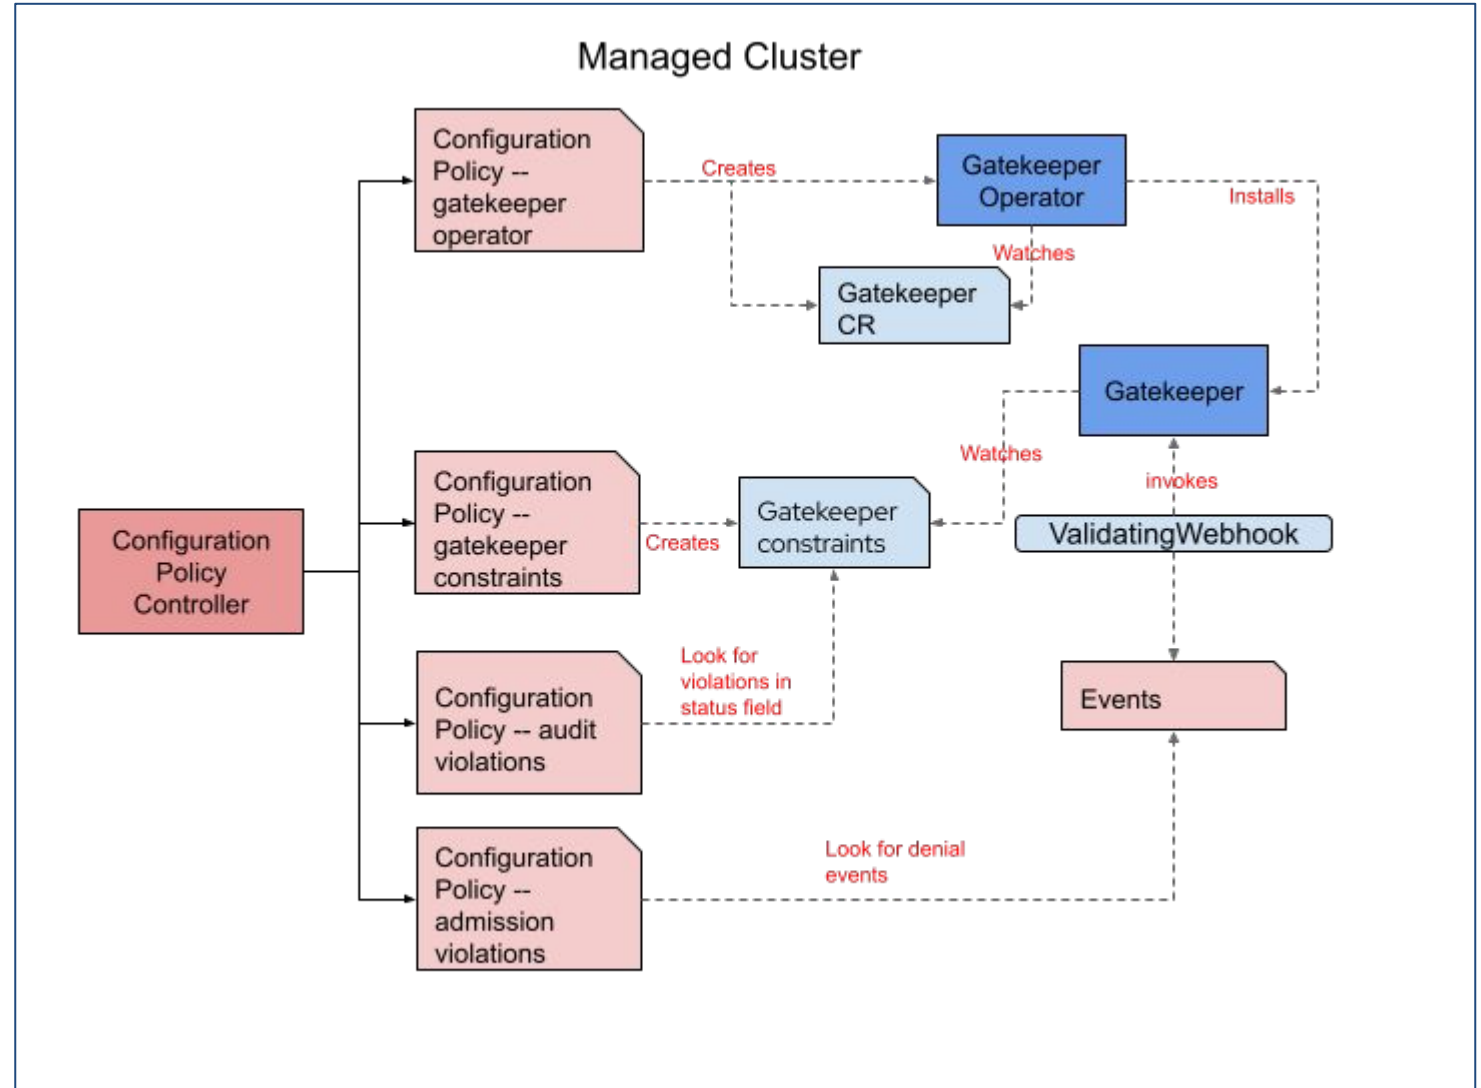 Managed Cluster
Configuration
Policy --
gatekeeper
operator
Creates
Gatekeeper
Operator
Installs
Watches
Gatekeeper
CR
Gatekeeper
Watches
invokes
Configuration
Policy --
gatekeeper
constraints
Creates
Gatekeeper
constraints
ValidatingWebhook
Configuration
Policy
Controller
Look for
violations in
status field
Configuration
Policy -- audit
violations
Events
Look for denial
events
Configuration
Policy --
admission
violations